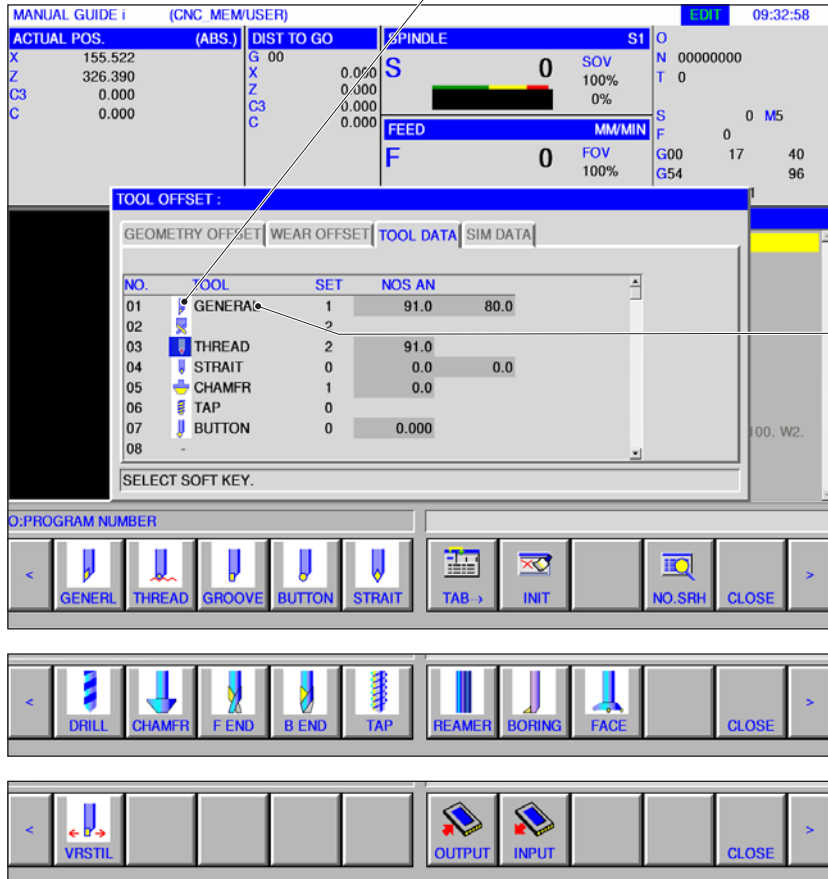 MANUAL GUIDE i (CNC_MEM/USER) EDIT 09:32:58
ACTUAL POS. (ABS.)
X 155.522
Z 326.390
C3 0.000
C 0.000
DIST TO GO
G 00
X 0.000
Z 0.000
C3 0.000
C 0.000
SPINDLE S1
S 0 SOV
100%
0%
FEED MM/MIN
F 0 FOV
100%
O
N 00000000
T 0
S 0 M5
F 0
G00 17 40
G54 96
1
TOOL OFFSET :
GEOMETRY OFFSET WEAR OFFSET TOOL DATA SIM DATA
NO. TOOL SET NOS AN
01 GENERAL 1 91.0 80.0
02 2
03 THREAD 2 91.0
04 STRAIT 0 0.0 0.0
05 CHAMFR 1 0.0
06 TAP 0
07 BUTTON 0 0.000
08 -
100. W2.
SELECT SOFT KEY.
O:PROGRAM NUMBER
< GENERL THREAD GROOVE BUTTON STRAIT TAB→ INIT NO.SRH CLOSE >
< DRILL CHAMFR F END B END TAP REAMER BORING FACE CLOSE >
< VRSTIL OUTPUT INPUT CLOSE >